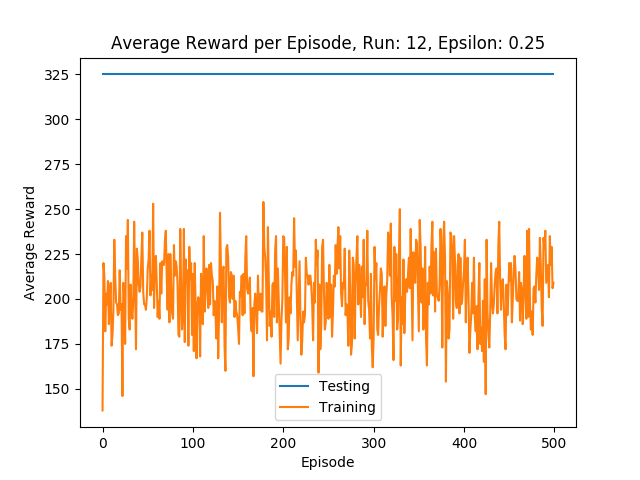 Average Reward per Episode, Run: 12, Epsilon: 0.25
325
300
275
250
225
200
175
150
Average Reward
Testing
Training
0 100 200 300 400 500
Episode